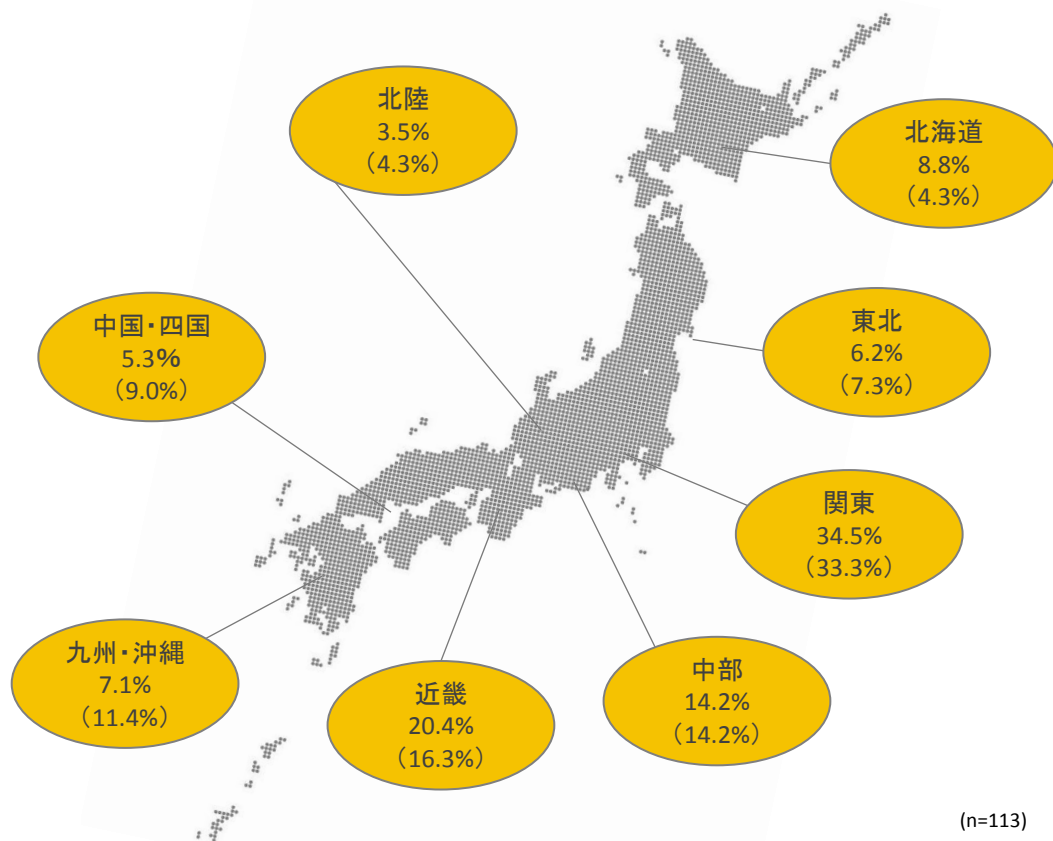 北陸
3.5%
（4.3%）
北海道
8.8%
（4.3%）
中国・四国
5.3%
（9.0%）
東北
6.2%
（7.3%）
関東
34.5%
（33.3%）
九州・沖縄
7.1%
（11.4%）
近畿
20.4%
（16.3%）
中部
14.2%
（14.2%）
(n=113)